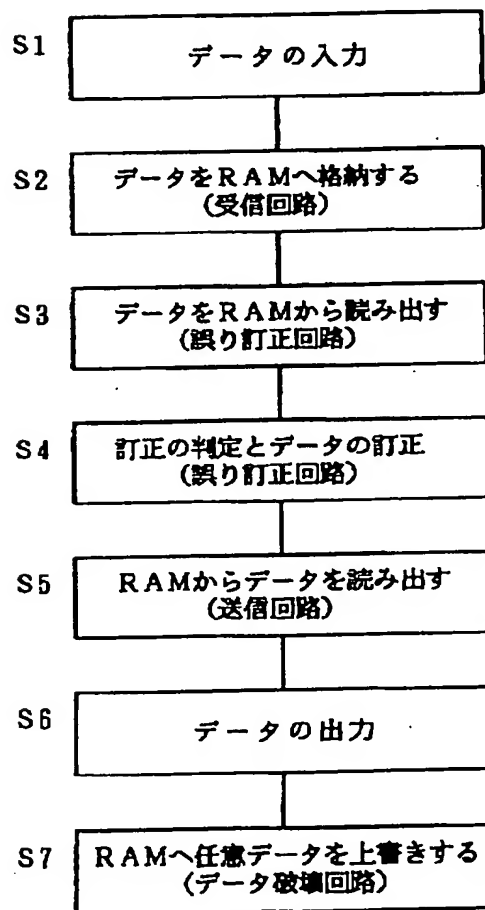 S1
データの入力
S2
データをRAMへ格納する
(受信回路)
S3
データをRAMから読み出す
(誤り訂正回路)
S4
訂正の判定とデータの訂正
(誤り訂正回路)
S5
RAMからデータを読み出す
(送信回路)
S6
データの出力
S7
RAMへ任意データを上書きする
(データ破壊回路)